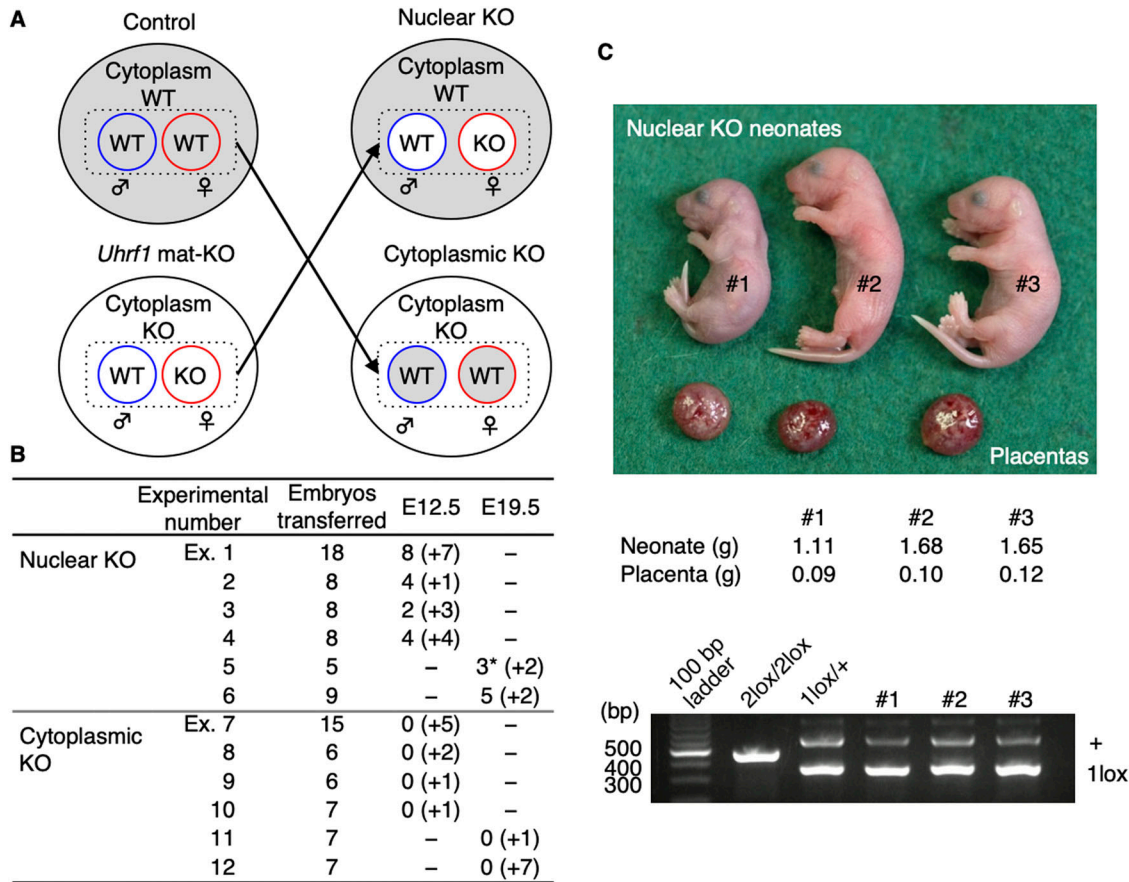 A
Control
Nuclear KO
Cytoplasm
WT
WT WT
♂ ♀
Cytoplasm
WT
WT KO
♂ ♀
Uhrf1 mat-KO
Cytoplasmic KO
Cytoplasm
KO
WT KO
♂ ♀
Cytoplasm
KO
WT WT
♂ ♀
B
Experimental number Embryos transferred E12.5 E19.5
Nuclear KO Ex. 1 18 8 (+7) –
2 8 4 (+1) –
3 8 2 (+3) –
4 8 4 (+4) –
5 5 – 3* (+2)
6 9 – 5 (+2)
Cytoplasmic KO Ex. 7 15 0 (+5) –
8 6 0 (+2) –
9 6 0 (+1) –
10 7 0 (+1) –
11 7 – 0 (+1)
12 7 – 0 (+7)
C
Nuclear KO neonates
#1 #2 #3
Placentas
#1 #2 #3
Neonate (g) 1.11 1.68 1.65
Placenta (g) 0.09 0.10 0.12
100 bp ladder 2lox/2lox 1lox/+ #1 #2 #3
(bp)
500
400
300
+
1lox